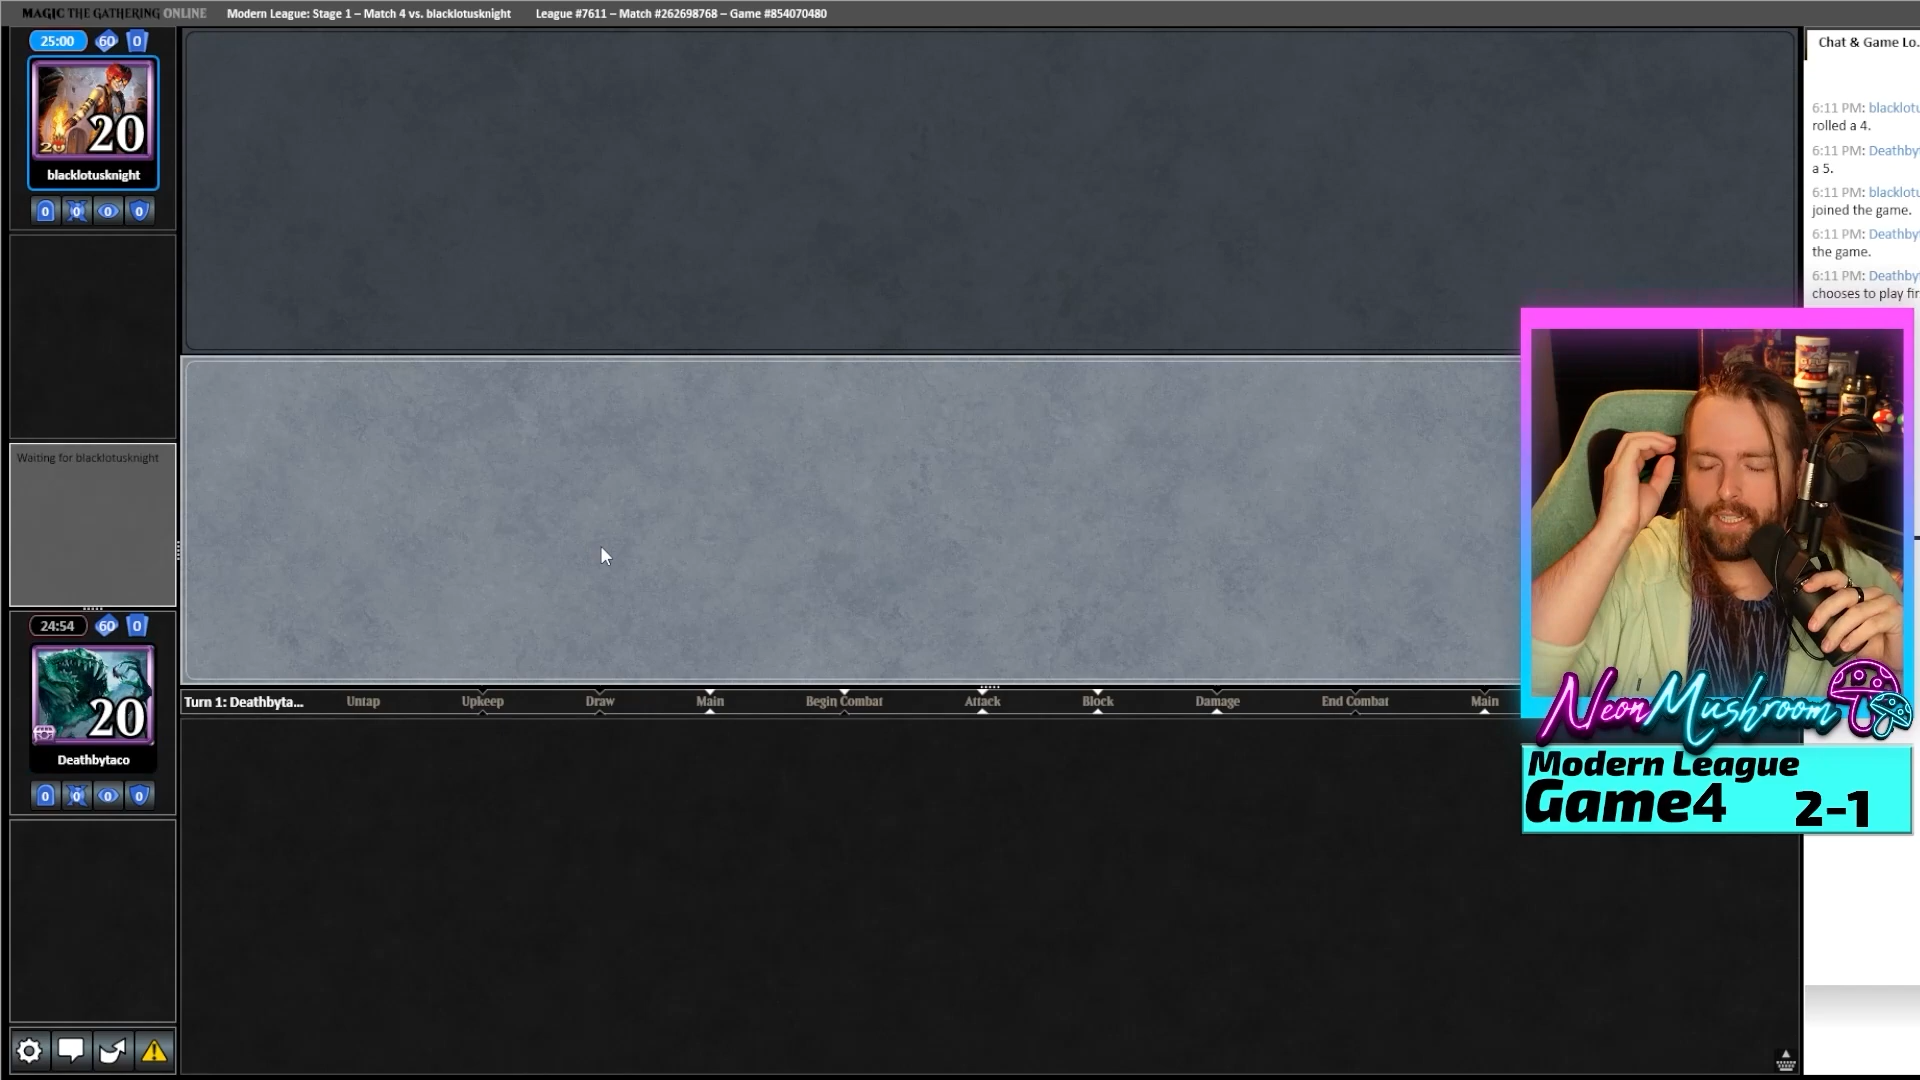 MAGIC THE GATHERING ONLINE
Modern League: Stage 1 – Match 4 vs. blacklotusknight
League #7611 – Match #262698768 – Game #854070480
25:00
60
0
20
20
blacklotusknight
0 0 0 0
Waiting for blacklotusknight
24:54
60
0
20
Deathbytaco
0 0 0 0
Turn 1: Deathbyta...
Untap
Upkeep
Draw
Main
Begin Combat
Attack
Block
Damage
End Combat
Main
Chat & Game Lo.
6:11 PM: blacklotu
rolled a 4.
6:11 PM: Deathby
a 5.
6:11 PM: blacklotu
joined the game.
6:11 PM: Deathby
the game.
6:11 PM: Deathby
chooses to play fir
NeonMushroom
Modern League
Game4 2-1